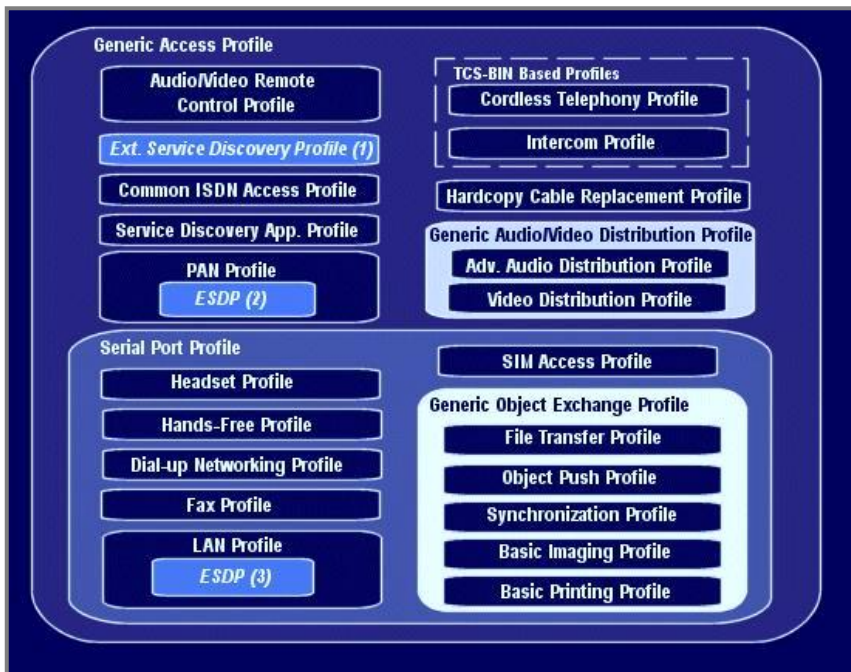 Generic Access Profile
Audio/Video Remote
Control Profile
Ext. Service Discovery Profile (1)
Common ISDN Access Profile
Service Discovery App. Profile
PAN Profile
ESDP (2)
TCS-BIN Based Profiles
Cordless Telephony Profile
Intercom Profile
Hardcopy Cable Replacement Profile
Generic Audio/Video Distribution Profile
Adv. Audio Distribution Profile
Video Distribution Profile
Serial Port Profile
Headset Profile
Hands-Free Profile
Dial-up Networking Profile
Fax Profile
LAN Profile
ESDP (3)
SIM Access Profile
Generic Object Exchange Profile
File Transfer Profile
Object Push Profile
Synchronization Profile
Basic Imaging Profile
Basic Printing Profile